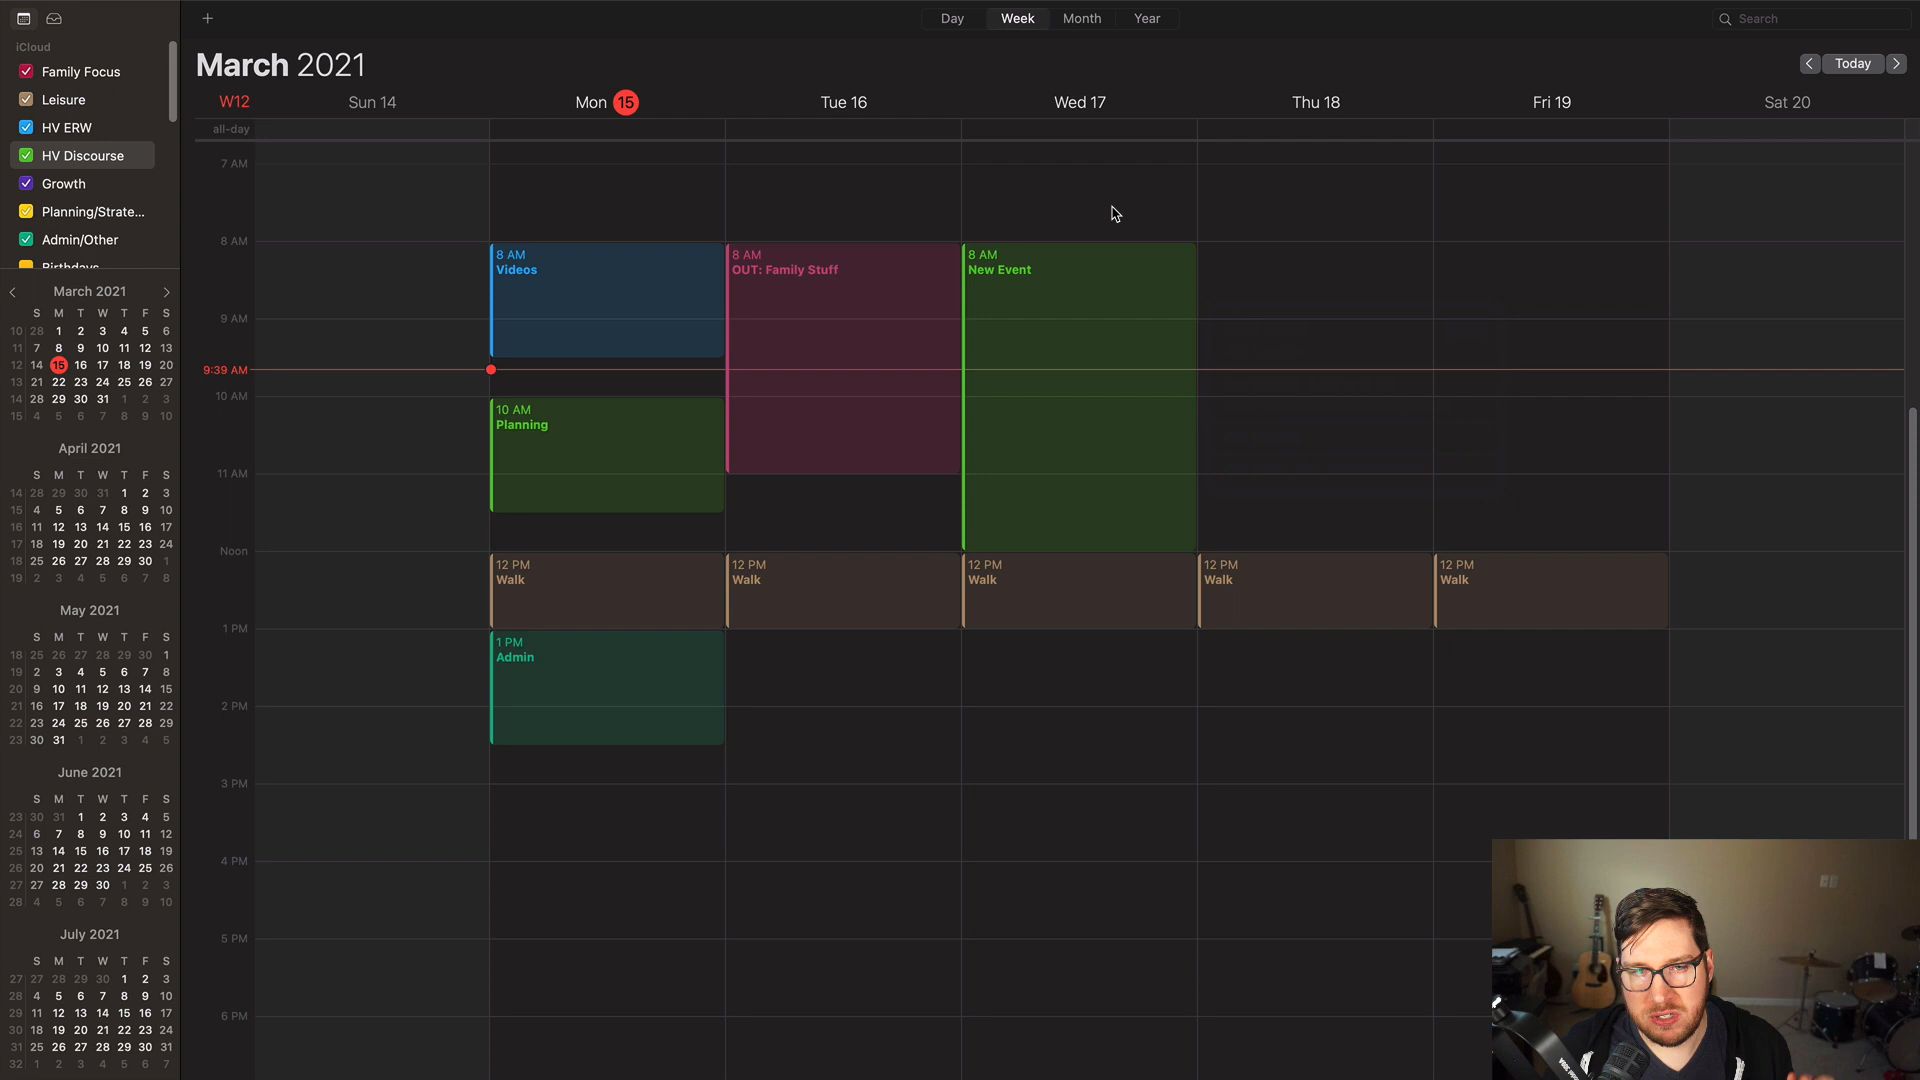 Day
Week
Month
Year
Search
iCloud
Family Focus
Leisure
HV ERW
HV Discourse
Growth
Planning/Strate...
Admin/Other
Birthdays
March 2021
Today
W12
Sun 14
Mon 15
Tue 16
Wed 17
Thu 18
Fri 19
Sat 20
all-day
7 AM
8 AM
9 AM
9:39 AM
10 AM
11 AM
Noon
1 PM
2 PM
3 PM
4 PM
5 PM
6 PM
8 AM
Videos
10 AM
Planning
12 PM
Walk
1 PM
Admin
8 AM
OUT: Family Stuff
12 PM
Walk
8 AM
New Event
12 PM
Walk
12 PM
Walk
12 PM
Walk
March 2021
S M T W T F S
10 28 1 2 3 4 5 6
11 7 8 9 10 11 12 13
12 14 15 16 17 18 19 20
13 21 22 23 24 25 26 27
14 28 29 30 31 1 2 3
15 4 5 6 7 8 9 10
April 2021
S M T W T F S
14 28 29 30 31 1 2 3
15 4 5 6 7 8 9 10
16 11 12 13 14 15 16 17
17 18 19 20 21 22 23 24
18 25 26 27 28 29 30 1
19 2 3 4 5 6 7 8
May 2021
S M T W T F S
18 25 26 27 28 29 30 1
19 2 3 4 5 6 7 8
20 9 10 11 12 13 14 15
21 16 17 18 19 20 21 22
22 23 24 25 26 27 28 29
23 30 31 1 2 3 4 5
June 2021
S M T W T F S
23 30 31 1 2 3 4 5
24 6 7 8 9 10 11 12
25 13 14 15 16 17 18 19
26 20 21 22 23 24 25 26
27 27 28 29 30 1 2 3
28 4 5 6 7 8 9 10
July 2021
S M T W T F S
27 27 28 29 30 1 2 3
28 4 5 6 7 8 9 10
29 11 12 13 14 15 16 17
30 18 19 20 21 22 23 24
31 25 26 27 28 29 30 31
32 1 2 3 4 5 6 7